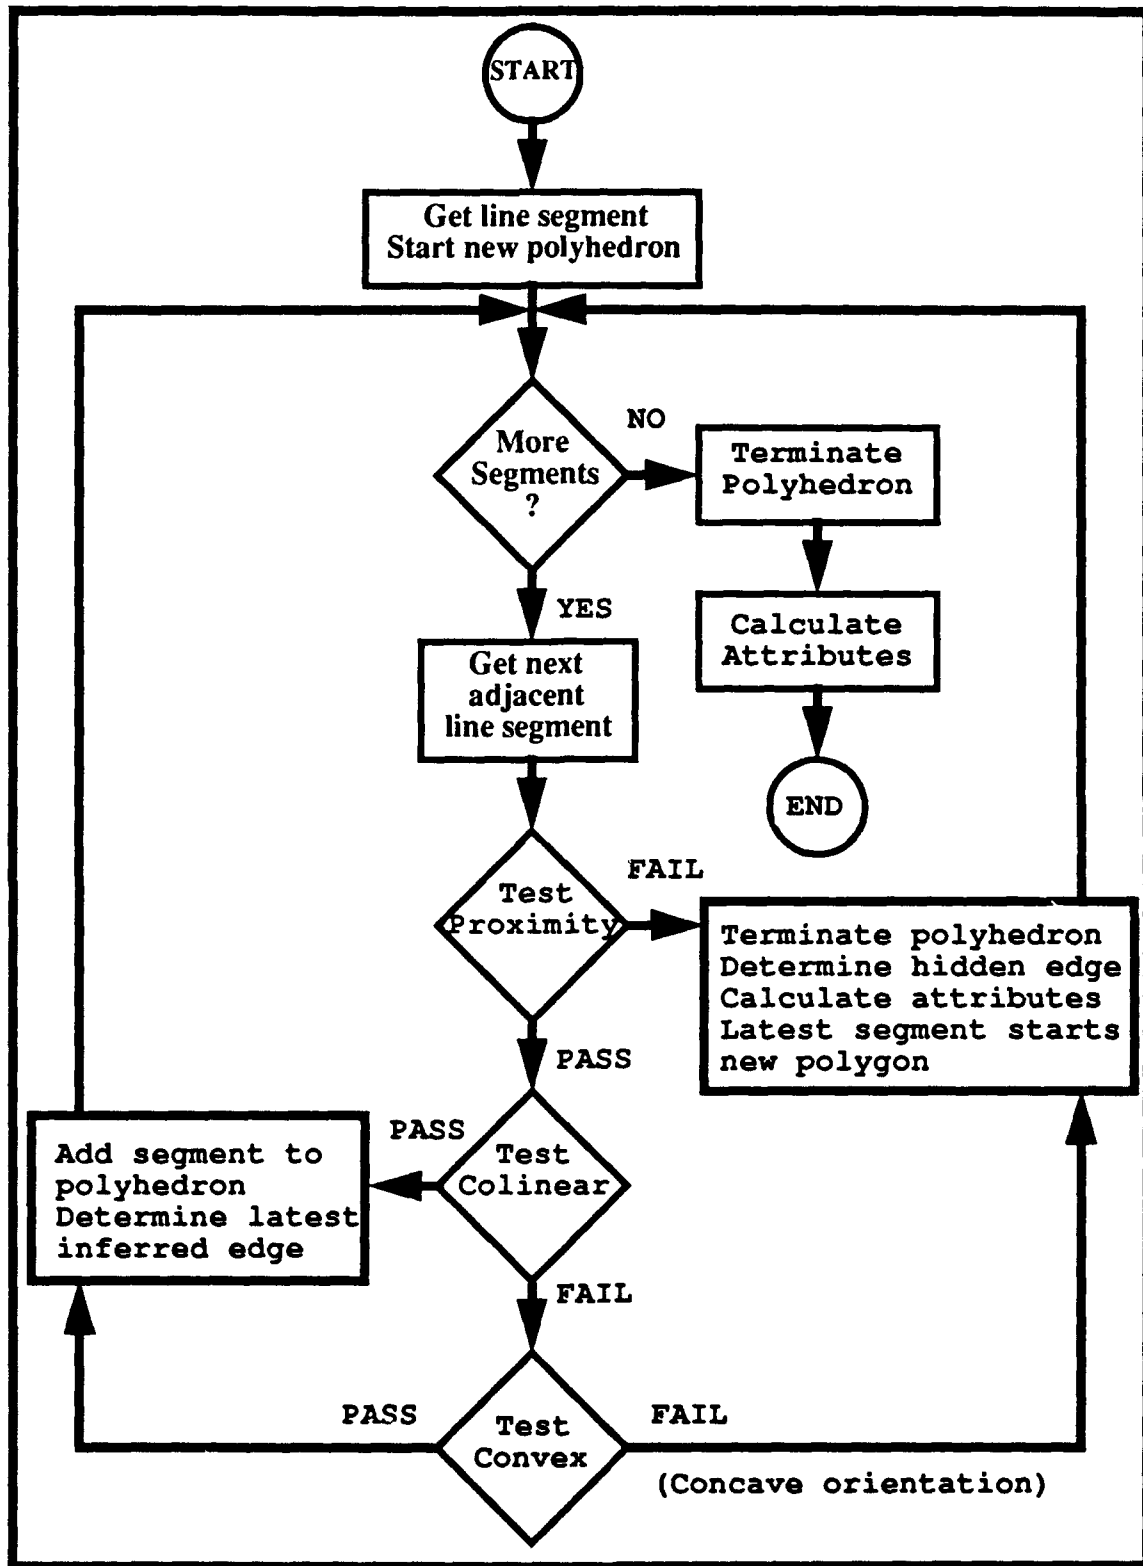 START
Get line segment
Start new polyhedron
More
Segments
?
NO
Terminate
Polyhedron
YES
Calculate
Attributes
Get next
adjacent
line segment
END
Test
Proximity
FAIL
Terminate polyhedron
Determine hidden edge
Calculate attributes
Latest segment starts
new polygon
PASS
Test
Colinear
PASS
Add segment to
polyhedron
Determine latest
inferred edge
FAIL
Test
Convex
PASS
FAIL
(Concave orientation)